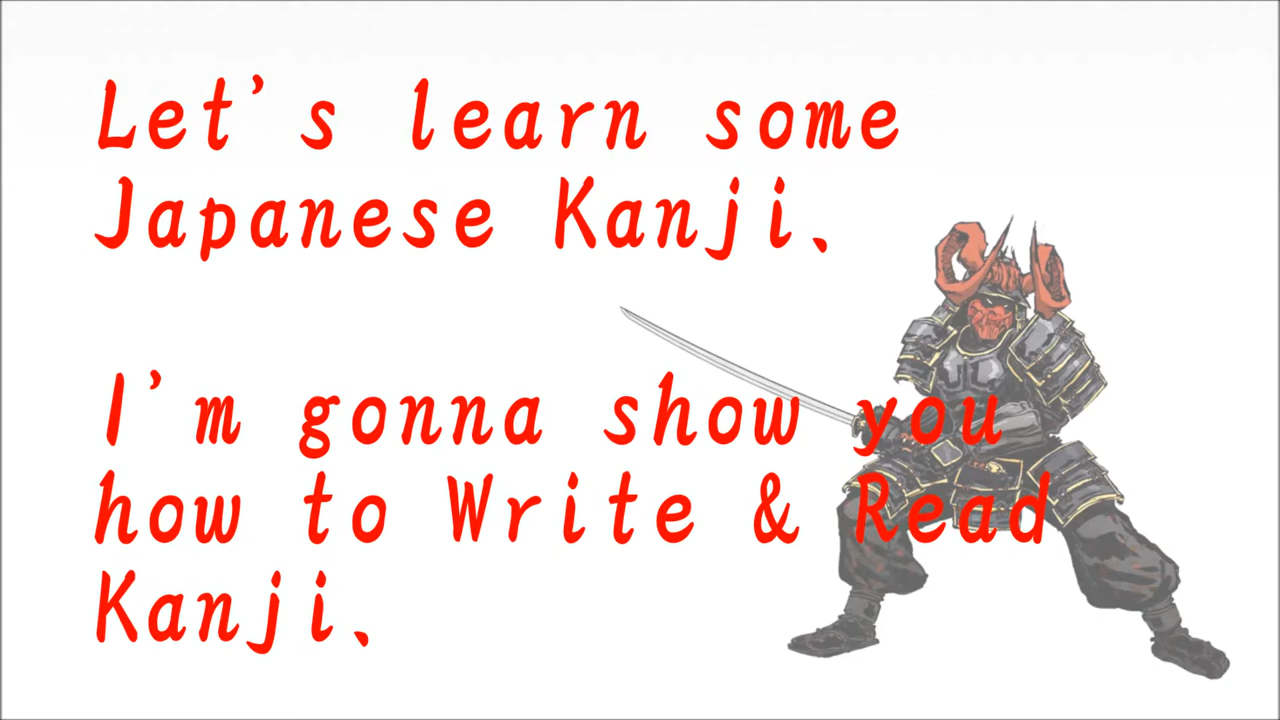 Let's learn some
Japanese Kanji、
I'm gonna show you
how to Write & Read
Kanji、